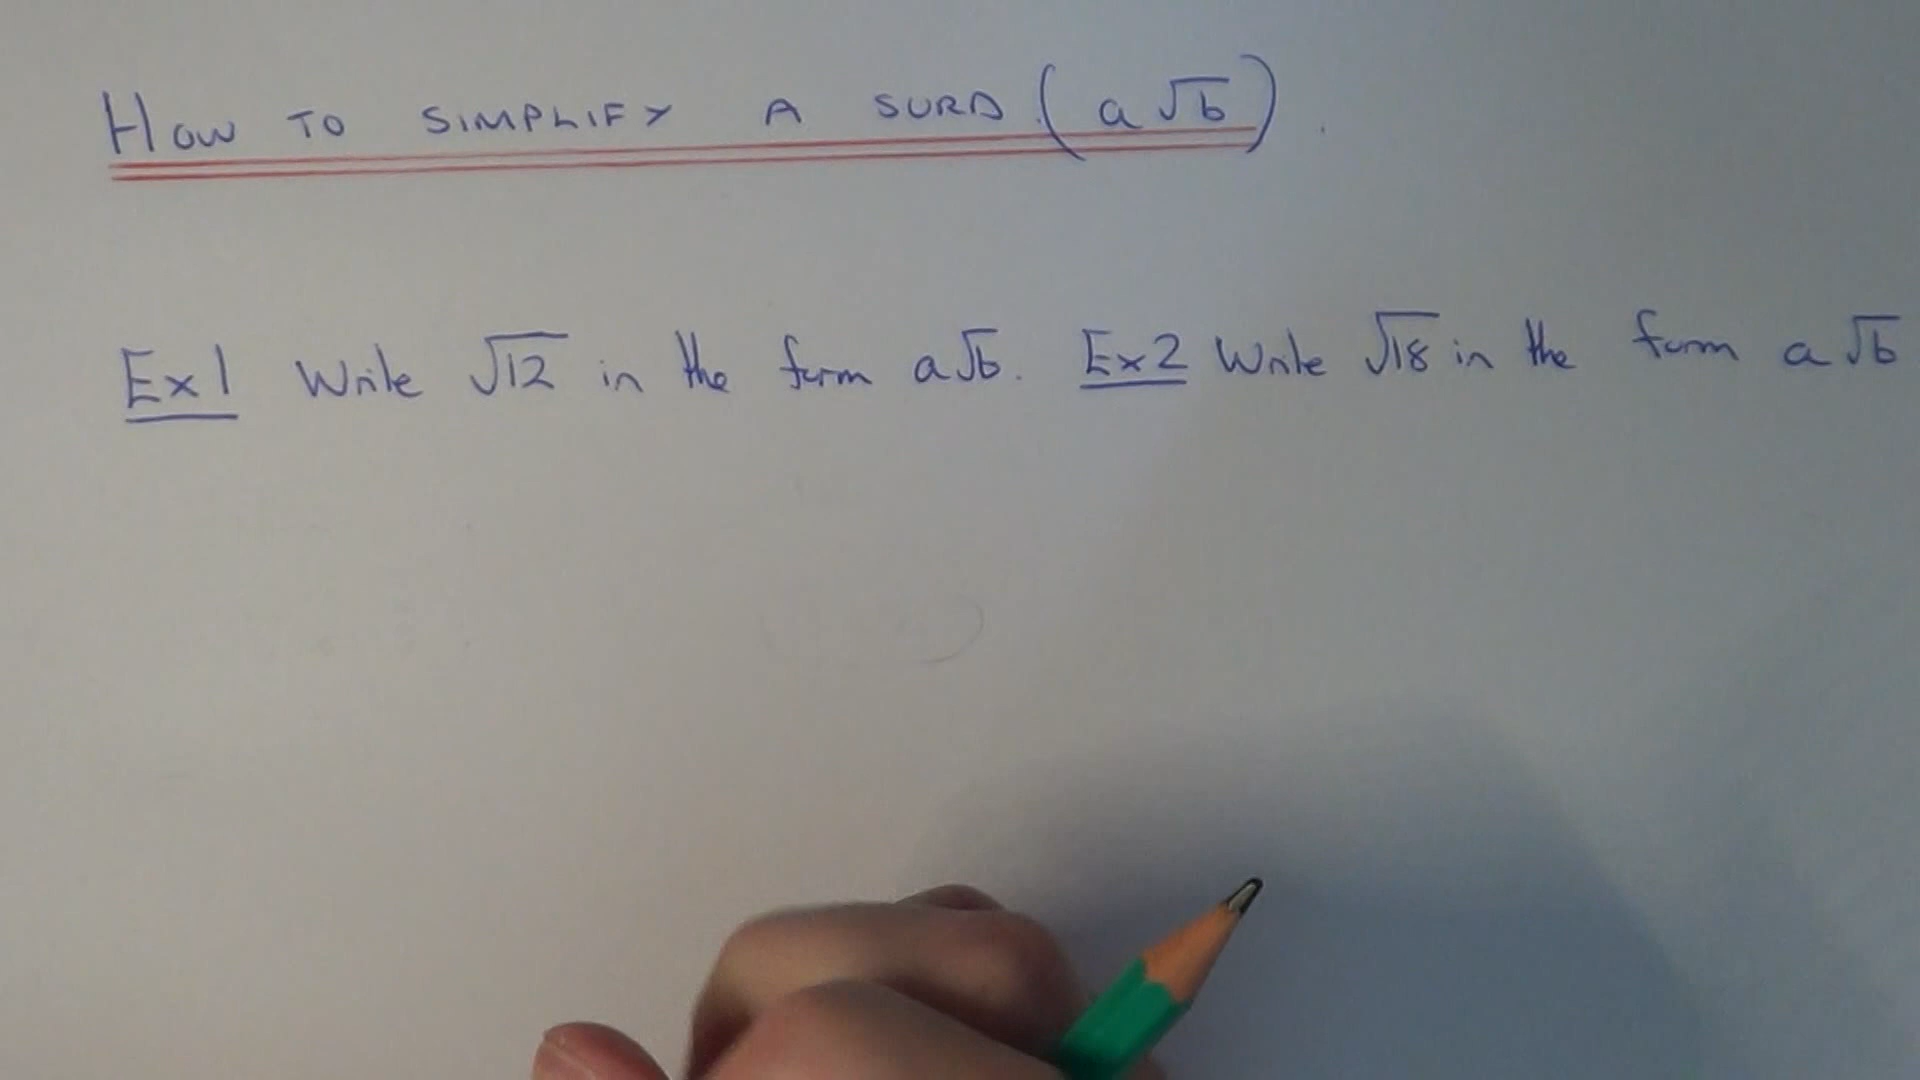 HOW TO SIMPLIFY A SURD (a√b).
Ex1 Write √12 in the form a√b. Ex2 Write √18 in the form a√b